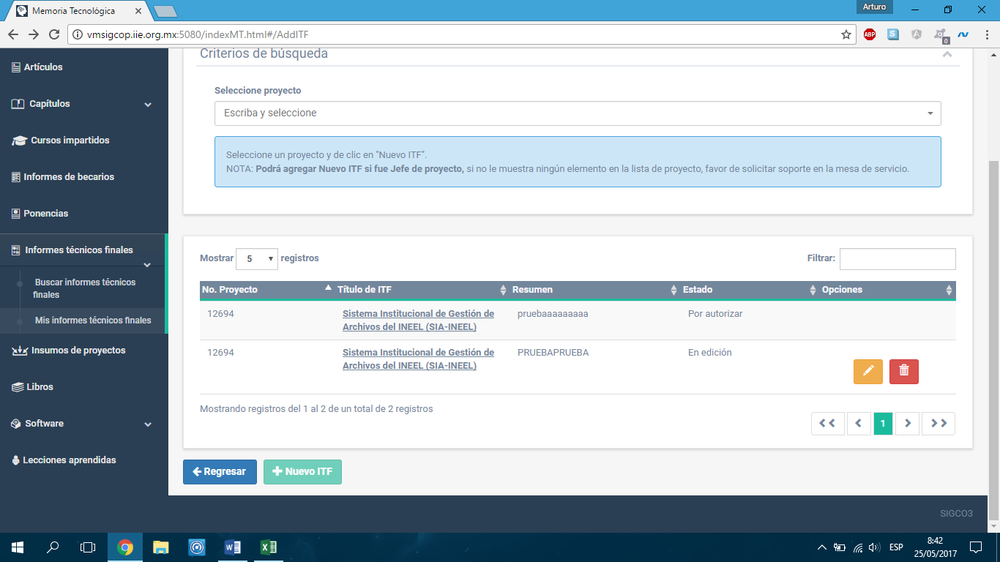 Memoria Tecnológica
Arturo
vmsigcop.iie.org.mx:5080/indexMT.html#/AddITF
ABP
S
A
0
Artículos
Capítulos
Cursos impartidos
Informes de becarios
Ponencias
Informes técnicos finales
Buscar informes técnicos
finales
Mis informes técnicos finales
Insumos de proyectos
Libros
Software
Lecciones aprendidas
Criterios de búsqueda
Seleccione proyecto
Escriba y seleccione
Seleccione un proyecto y de clic en "Nuevo ITF".
NOTA: Podrá agregar Nuevo ITF si fue Jefe de proyecto, si no le muestra ningún elemento en la lista de proyecto, favor de solicitar soporte en la mesa de servicio.
Mostrar 5 registros
Filtrar:
No. Proyecto Título de ITF Resumen Estado Opciones
12694 Sistema Institucional de Gestión de Archivos del INEEL (SIA-INEEL) pruebaaaaaaaaa Por autorizar
12694 Sistema Institucional de Gestión de Archivos del INEEL (SIA-INEEL) PRUEBAPRUEBA En edición
Mostrando registros del 1 al 2 de un total de 2 registros
1
Regresar
Nuevo ITF
SIGCO3
ESP
8:42
25/05/2017